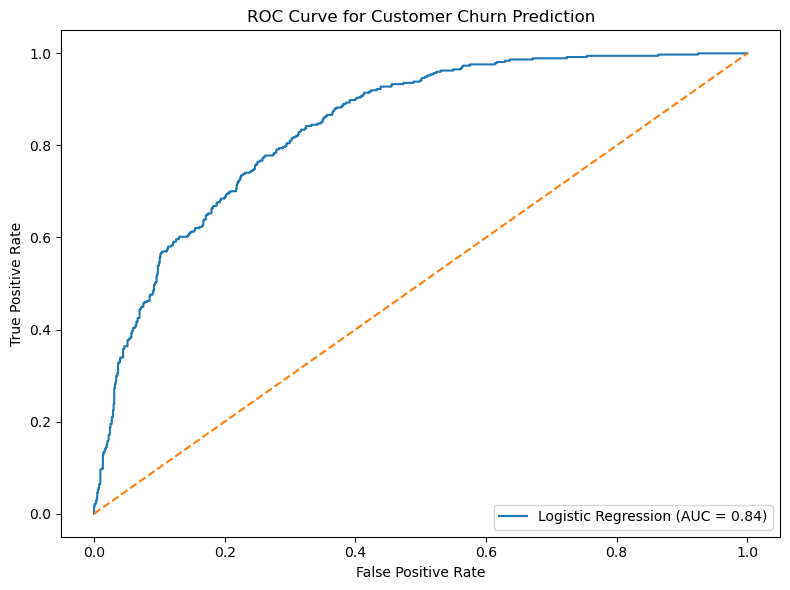 ROC Curve for Customer Churn Prediction
1.0
0.8
0.6
0.4
0.2
0.0
True Positive Rate
Logistic Regression (AUC = 0.84)
0.0 0.2 0.4 0.6 0.8 1.0
False Positive Rate